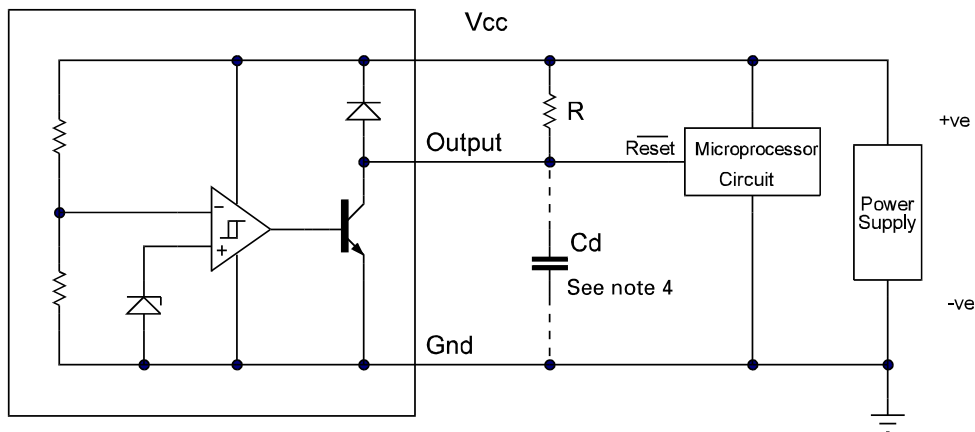 Vcc
R
+ve
Output
Reset
Microprocessor
Circuit
Power
Supply
−
+
Cd
See note 4
-ve
Gnd